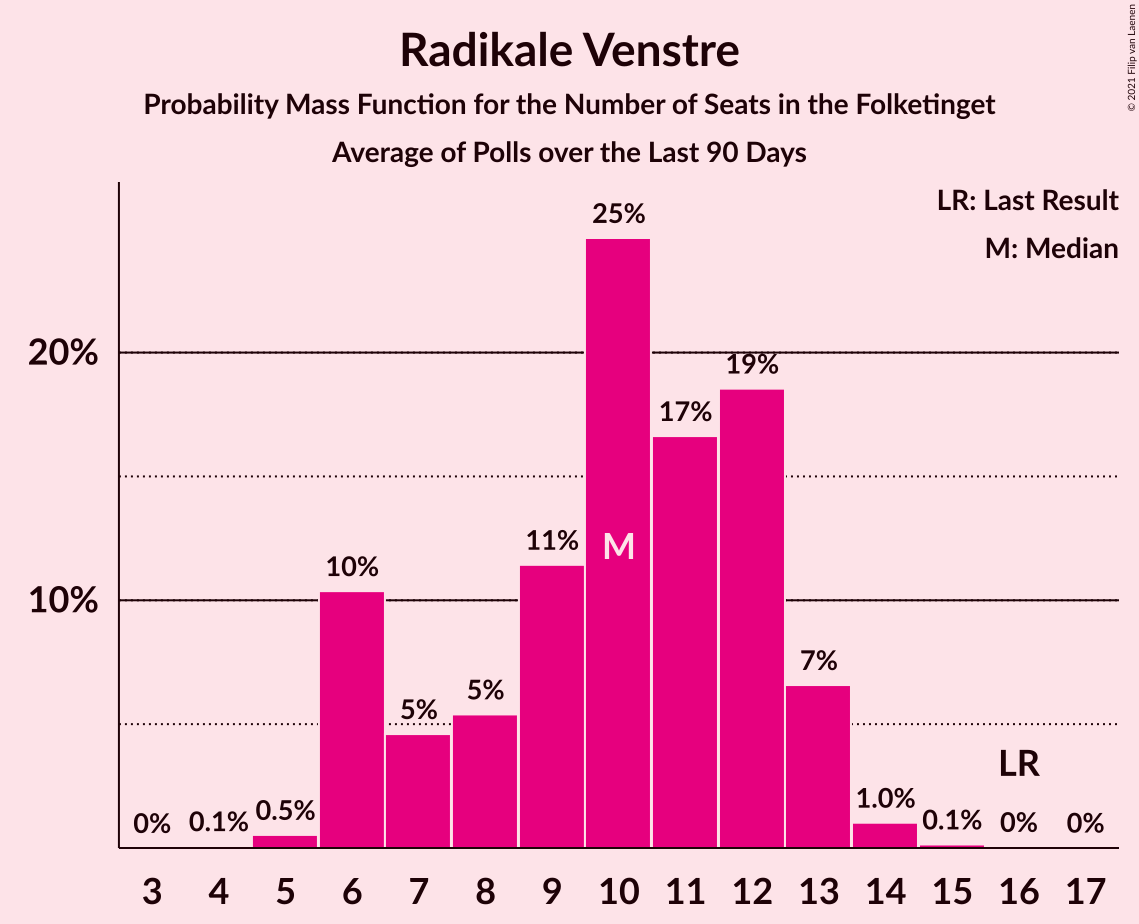 Radikale Venstre
Probability Mass Function for the Number of Seats in the Folketinget
Average of Polls over the Last 90 Days
© 2021 Filip van Laenen
LR: Last Result
M: Median
20%
10%
0%
0.1%
0.5%
10%
5%
5%
11%
25%
17%
19%
7%
1.0%
0.1%
0%
0%
M
LR
3 4 5 6 7 8 9 10 11 12 13 14 15 16 17